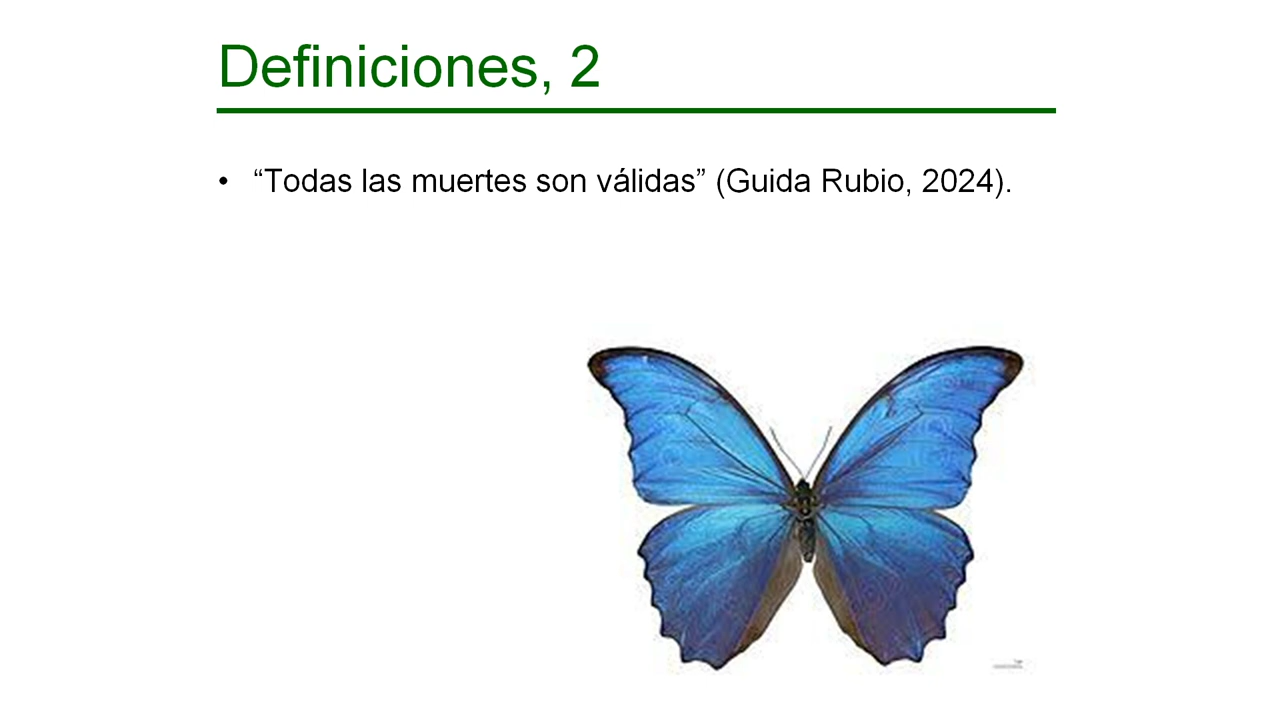 Definiciones, 2
• “Todas las muertes son válidas” (Guida Rubio, 2024).